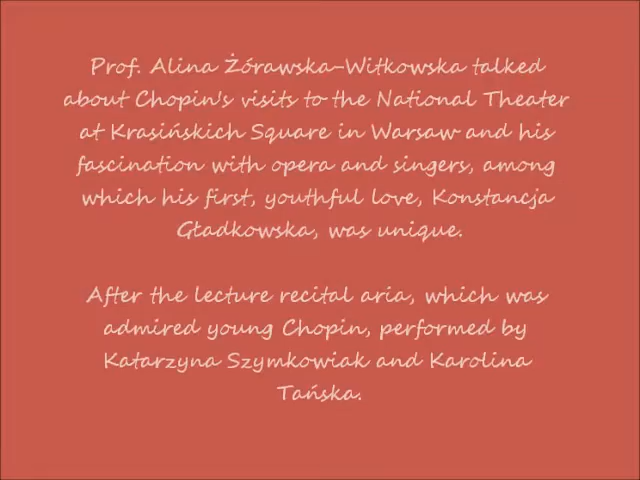 Prof. Alina Żórawska-Witkowska talked
about Chopin's visits to the National Theater
at Krasińskich Square in Warsaw and his
fascination with opera and singers, among
which his first, youthful love, Konstancja
Gładkowska, was unique.
After the lecture recital aria, which was
admired young Chopin, performed by
Katarzyna Szymkowiak and Karolina
Tańska.